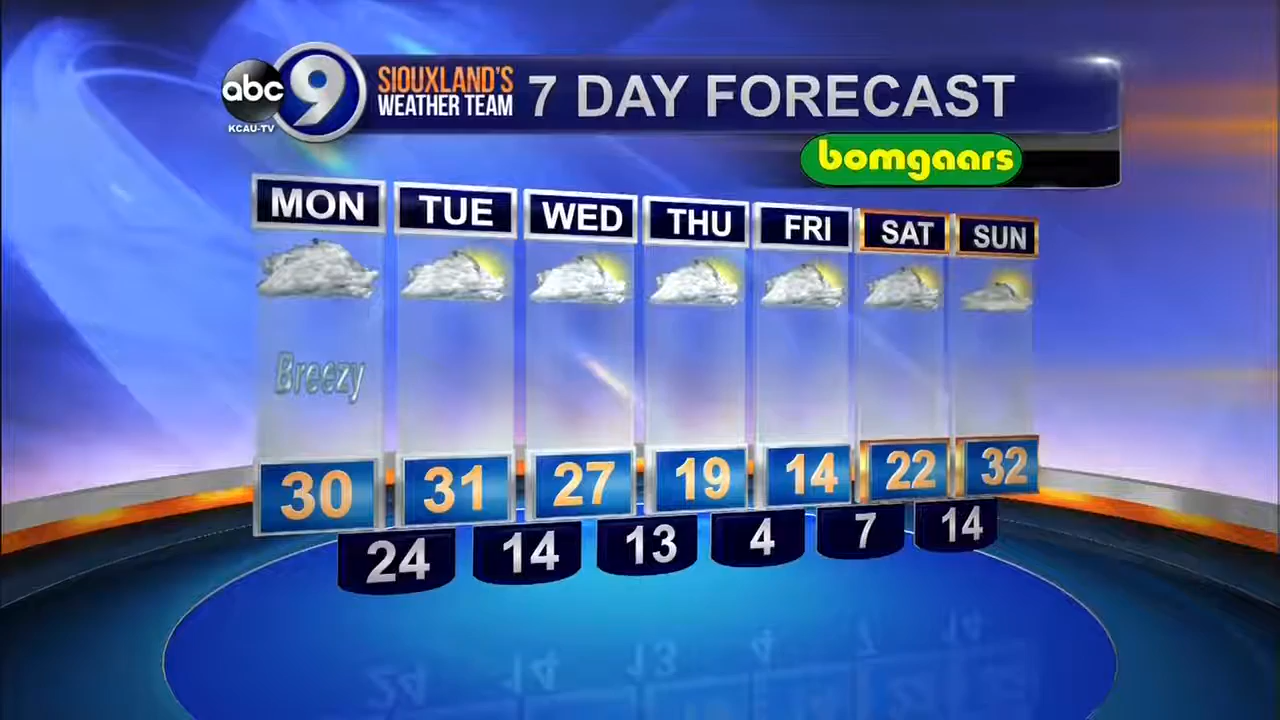 abc 9
KCAU-TV
SIOUXLAND'S
WEATHER TEAM
7 DAY FORECAST
bomgaars
MON TUE WED THU FRI SAT SUN
Breezy
30 31 27 19 14 22 32
24 14 13 4 7 14